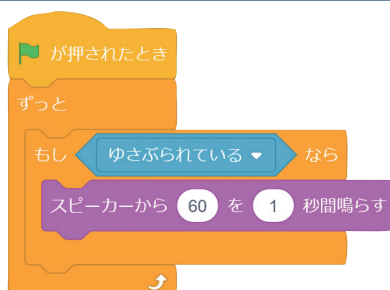 が押されたとき
ずっと
もし ゆさぶられている なら
スピーカーから 60 を 1 秒間鳴らす